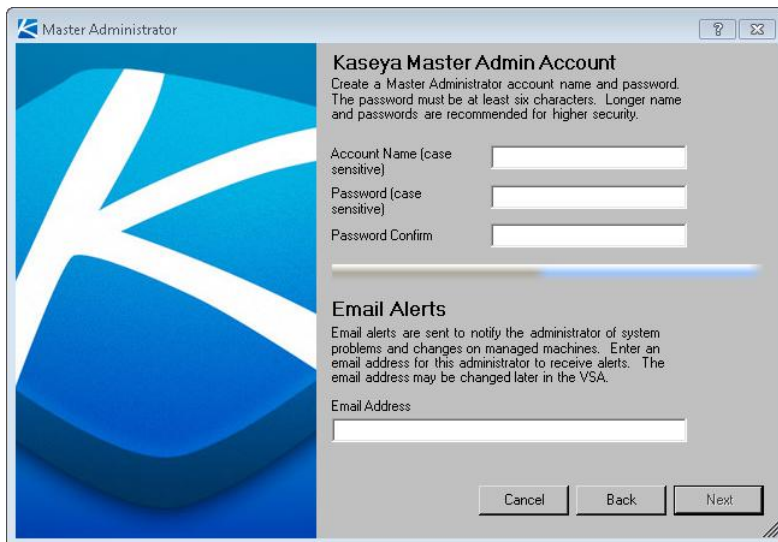 Master Administrator
Kaseya Master Admin Account
Create a Master Administrator account name and password.
The password must be at least six characters. Longer name
and passwords are recommended for higher security.
Account Name (case
sensitive)
Password (case
sensitive)
Password Confirm
Email Alerts
Email alerts are sent to notify the administrator of system
problems and changes on managed machines. Enter an
email address for this administrator to receive alerts. The
email address may be changed later in the VSA.
Email Address
Cancel Back Next